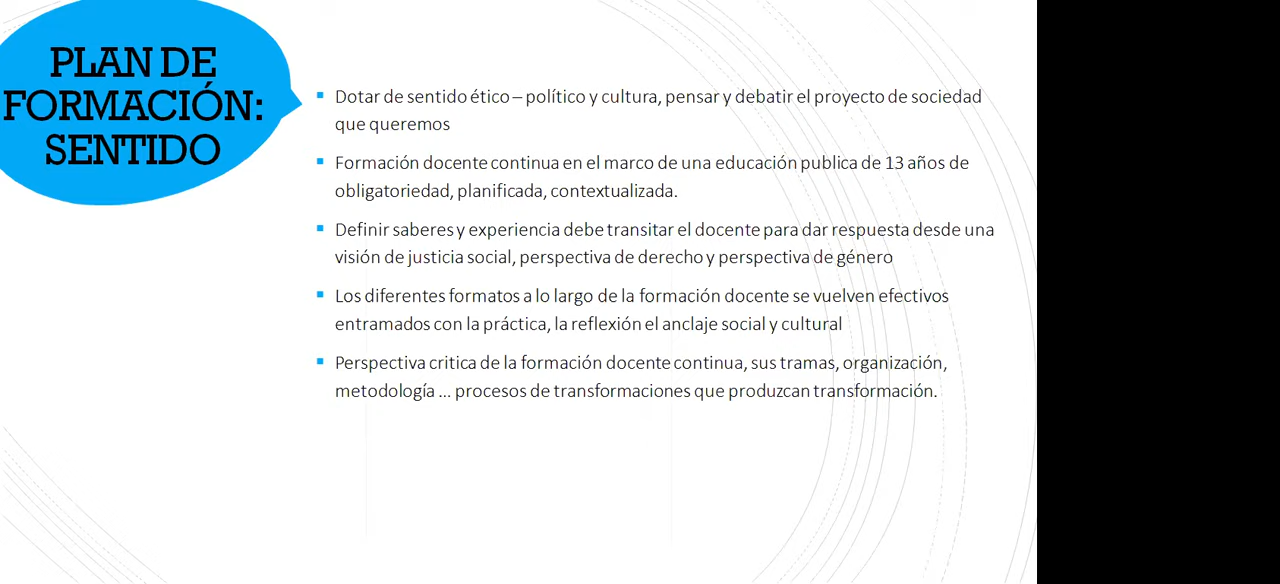 PLAN DE
FORMACIÓN:
SENTIDO
▪ Dotar de sentido ético – político y cultura, pensar y debatir el proyecto de sociedad
que queremos
▪ Formación docente continua en el marco de una educación publica de 13 años de
obligatoriedad, planificada, contextualizada.
▪ Definir saberes y experiencia debe transitar el docente para dar respuesta desde una
visión de justicia social, perspectiva de derecho y perspectiva de género
▪ Los diferentes formatos a lo largo de la formación docente se vuelven efectivos
entramados con la práctica, la reflexión el anclaje social y cultural
▪ Perspectiva critica de la formación docente continua, sus tramas, organización,
metodología ... procesos de transformaciones que produzcan transformación.